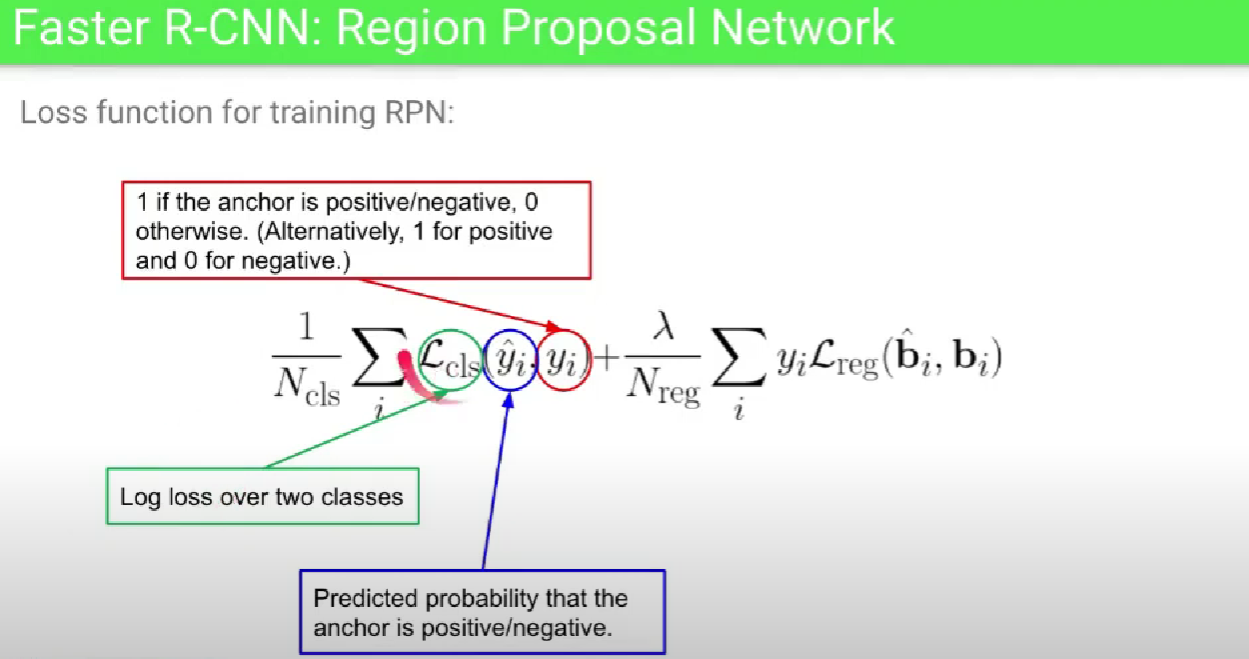 Faster R-CNN: Region Proposal Network
Loss function for training RPN:
1 if the anchor is positive/negative, 0
otherwise. (Alternatively, 1 for positive
and 0 for negative.)
\frac{1}{N_{\text{cls}}} \sum_i \mathcal{L}_{\text{cls}}(\hat{y}_i, y_i) + \frac{\lambda}{N_{\text{reg}}} \sum_i y_i \mathcal{L}_{\text{reg}}(\hat{\mathbf{b}}_i, \mathbf{b}_i)
Log loss over two classes
Predicted probability that the
anchor is positive/negative.